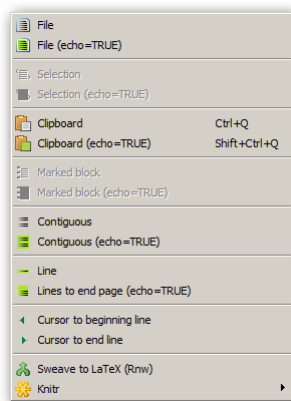 File
File (echo=TRUE)
Selection
Selection (echo=TRUE)
Clipboard Ctrl+Q
Clipboard (echo=TRUE) Shift+Ctrl+Q
Marked block
Marked block (echo=TRUE)
Contiguous
Contiguous (echo=TRUE)
Line
Lines to end page (echo=TRUE)
Cursor to beginning line
Cursor to end line
Sweave to LaTeX (Rnw)
Knitr